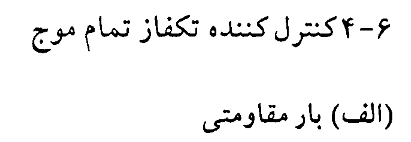 ۴-۶ کنترل کننده تکفاز تمام موج
(الف) بار مقاومتی